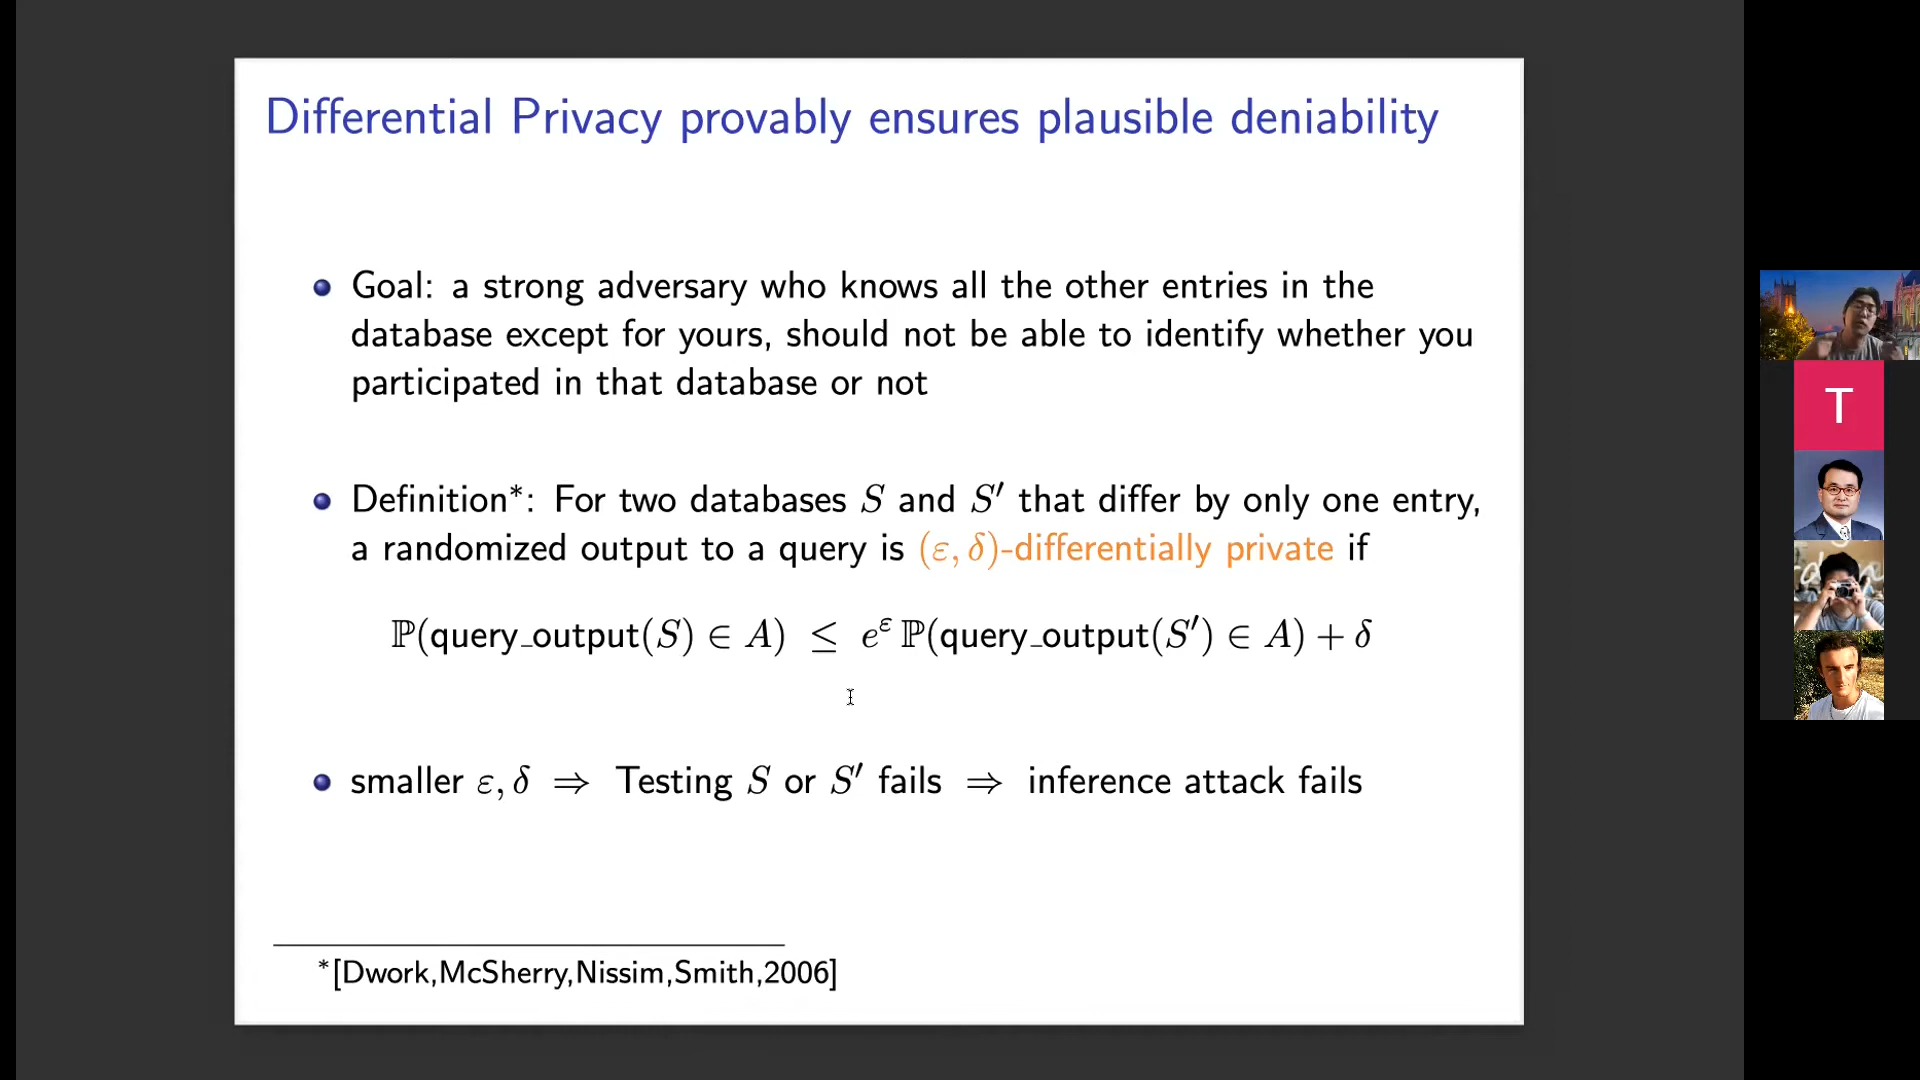 Differential Privacy provably ensures plausible deniability
Goal: a strong adversary who knows all the other entries in the
database except for yours, should not be able to identify whether you
participated in that database or not
Definition*: For two databases S and S′ that differ by only one entry,
a randomized output to a query is (ε, δ)-differentially private if
ℙ(query_output(S) ∈ A) ≤ e^ε ℙ(query_output(S′) ∈ A) + δ
smaller ε, δ ⇒ Testing S or S′ fails ⇒ inference attack fails
*[Dwork,McSherry,Nissim,Smith,2006]
T